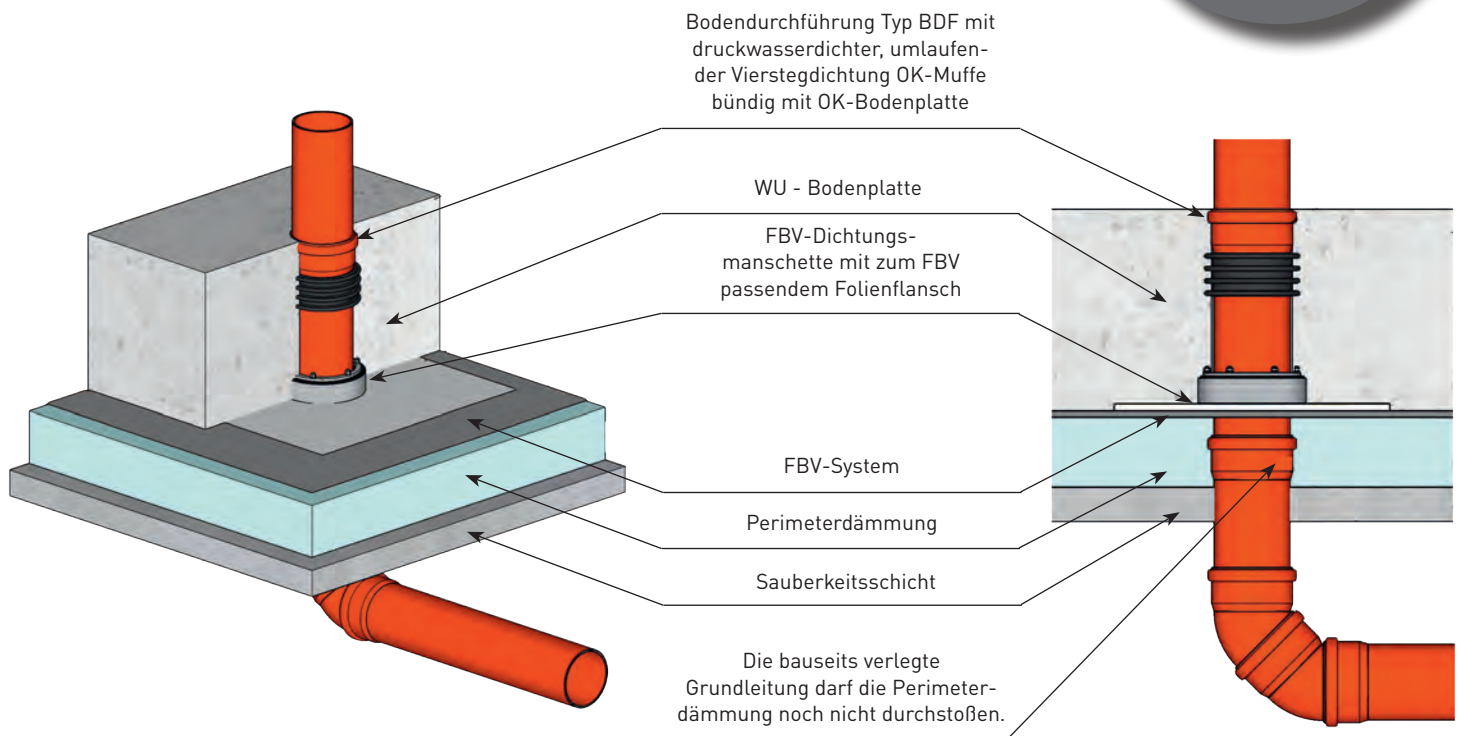 Bodendurchführung Typ BDF mit
druckwasserdichter, umlaufen-
der Vierstegdichtung OK-Muffe
bündig mit OK-Bodenplatte
WU - Bodenplatte
FBV-Dichtungs-
manschette mit zum FBV
passendem Folienflansch
FBV-System
Perimeterdämmung
Sauberkeitsschicht
Die bauseits verlegte
Grundleitung darf die Perimeter-
dämmung noch nicht durchstoßen.